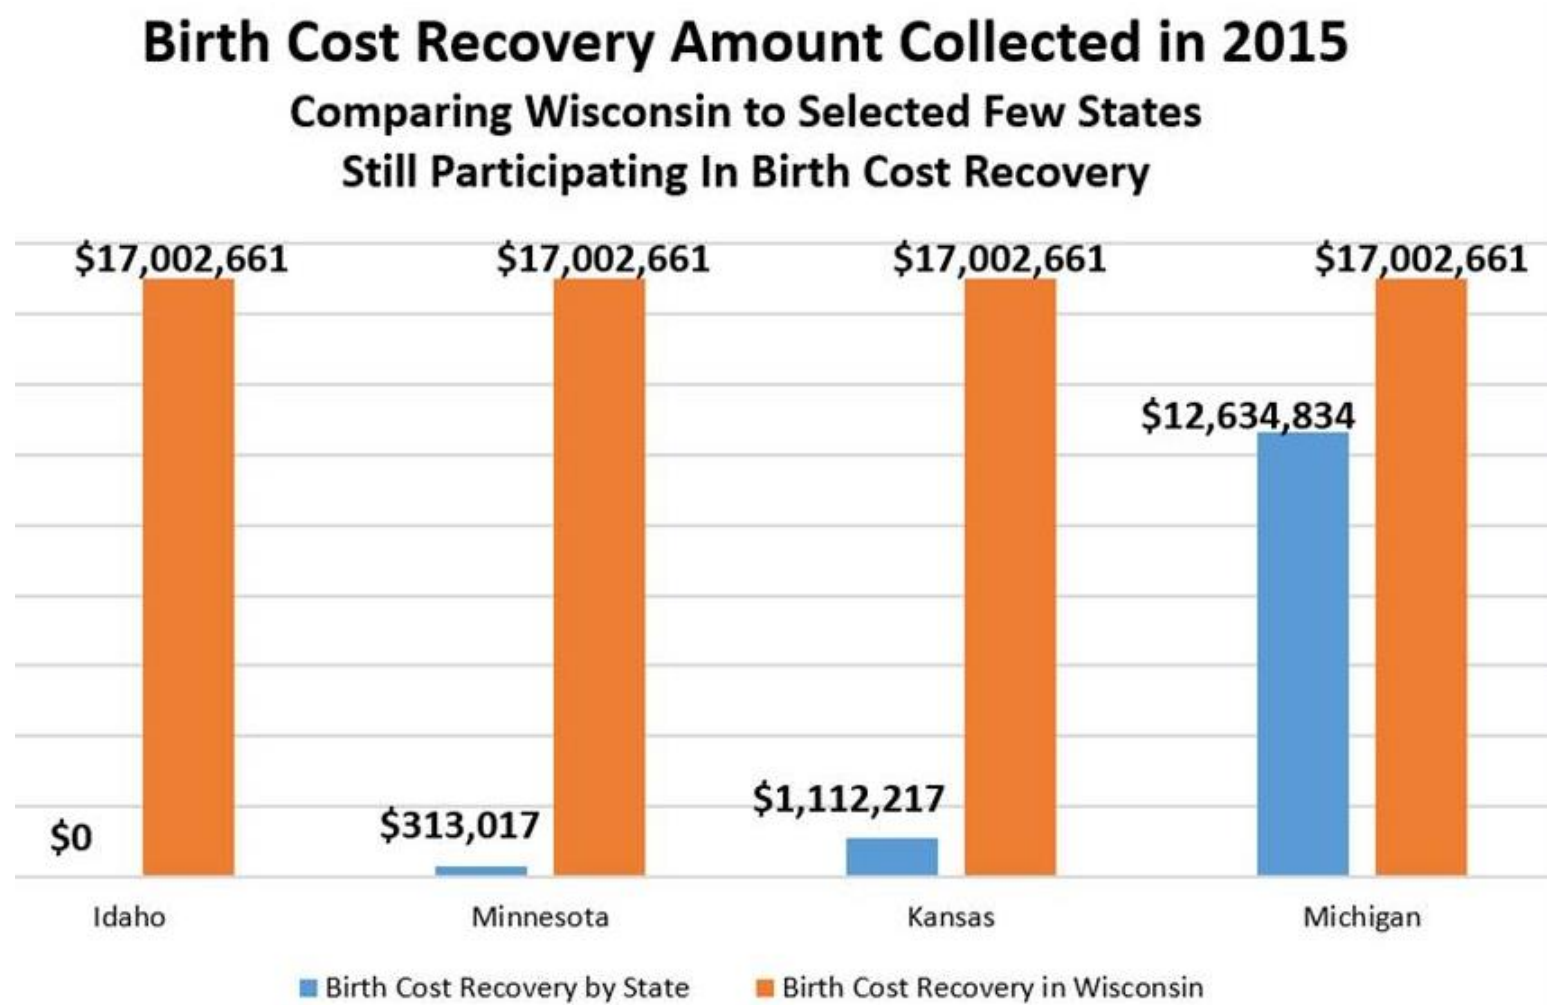 Birth Cost Recovery Amount Collected in 2015
Comparing Wisconsin to Selected Few States
Still Participating In Birth Cost Recovery
$17,002,661 $17,002,661 $17,002,661 $17,002,661
$12,634,834
$1,112,217
$313,017
$0
Idaho Minnesota Kansas Michigan
Birth Cost Recovery by State Birth Cost Recovery in Wisconsin